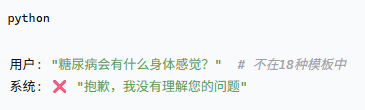 python
用户: "糖尿病会有什么身体感觉？"  # 不在18种模板中
系统: ❌ "抱歉，我没有理解您的问题"